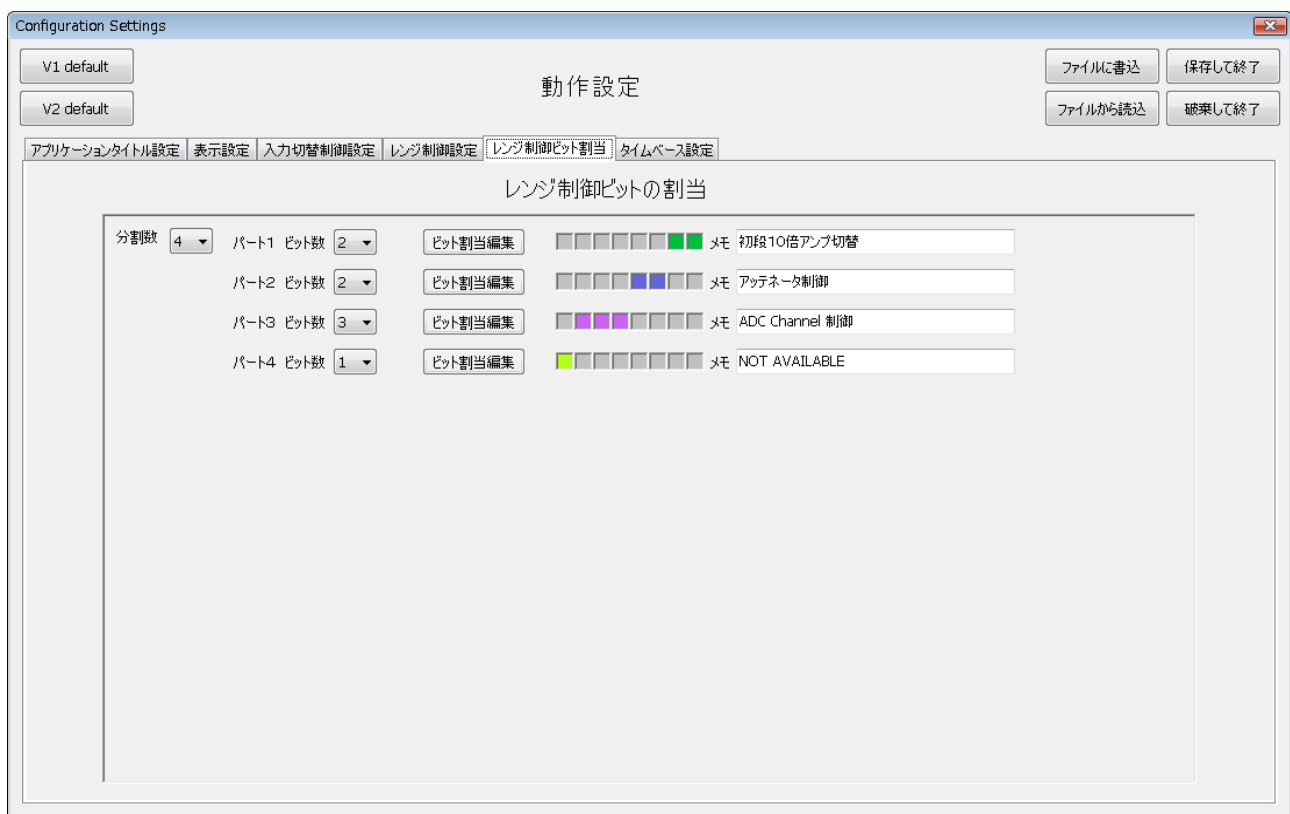 Configuration Settings
V1 default
ファイルに書込
保存して終了
動作設定
V2 default
ファイルから読込
破棄して終了
アプリケーションタイトル設定 表示設定 入力切替制御設定 レンジ制御設定 レンジ制御ビット割当 タイムベース設定
レンジ制御ビットの割当
分割数 4 パート1 ビット数 2 ビット割当編集 メモ 初段10倍アンプ切替
パート2 ビット数 2 ビット割当編集 メモ アッテネータ制御
パート3 ビット数 3 ビット割当編集 メモ ADC Channel 制御
パート4 ビット数 1 ビット割当編集 メモ NOT AVAILABLE